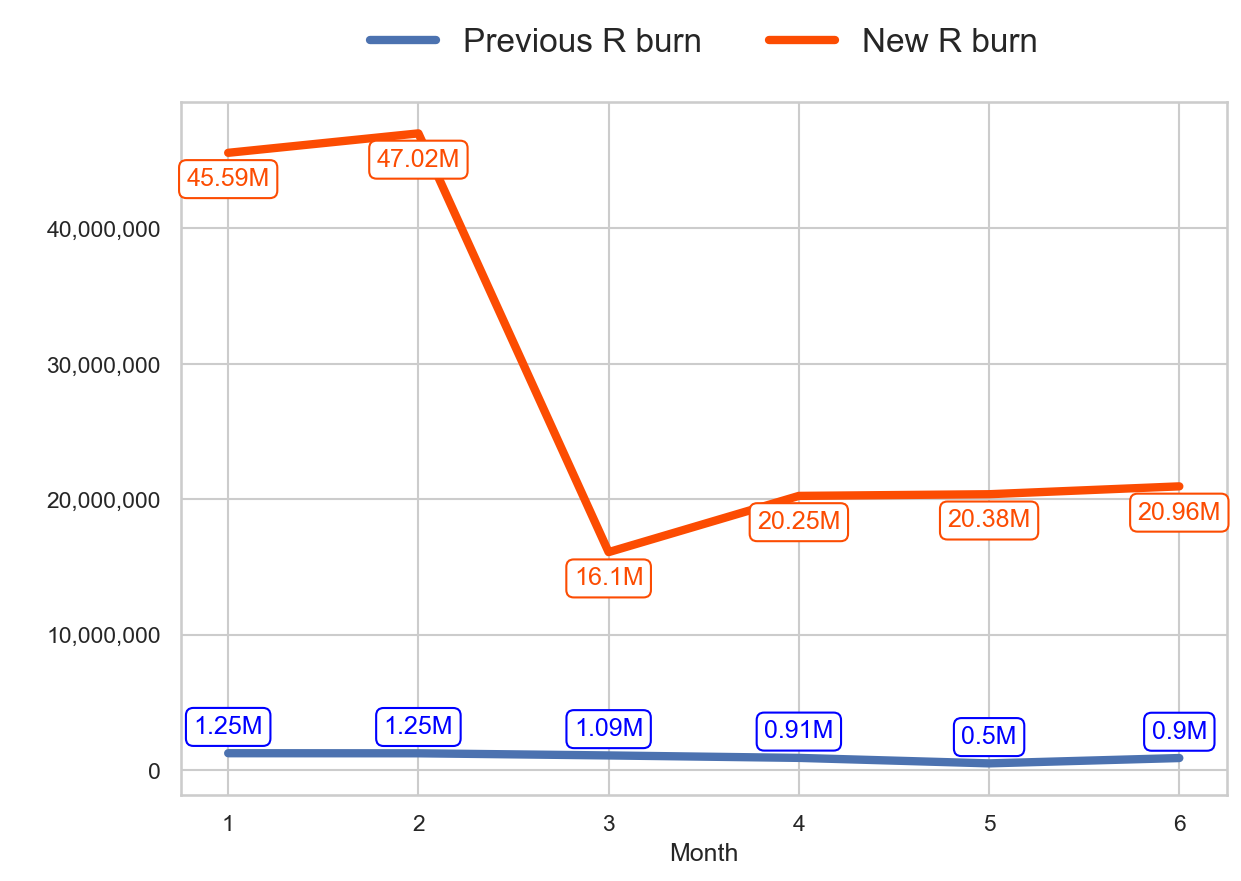 Previous R burn New R burn
45.59M 47.02M
40,000,000
30,000,000
20,000,000
20.25M 20.38M 20.96M
16.1M
10,000,000
1.25M 1.25M 1.09M 0.91M 0.5M 0.9M
0
1 2 3 4 5 6
Month